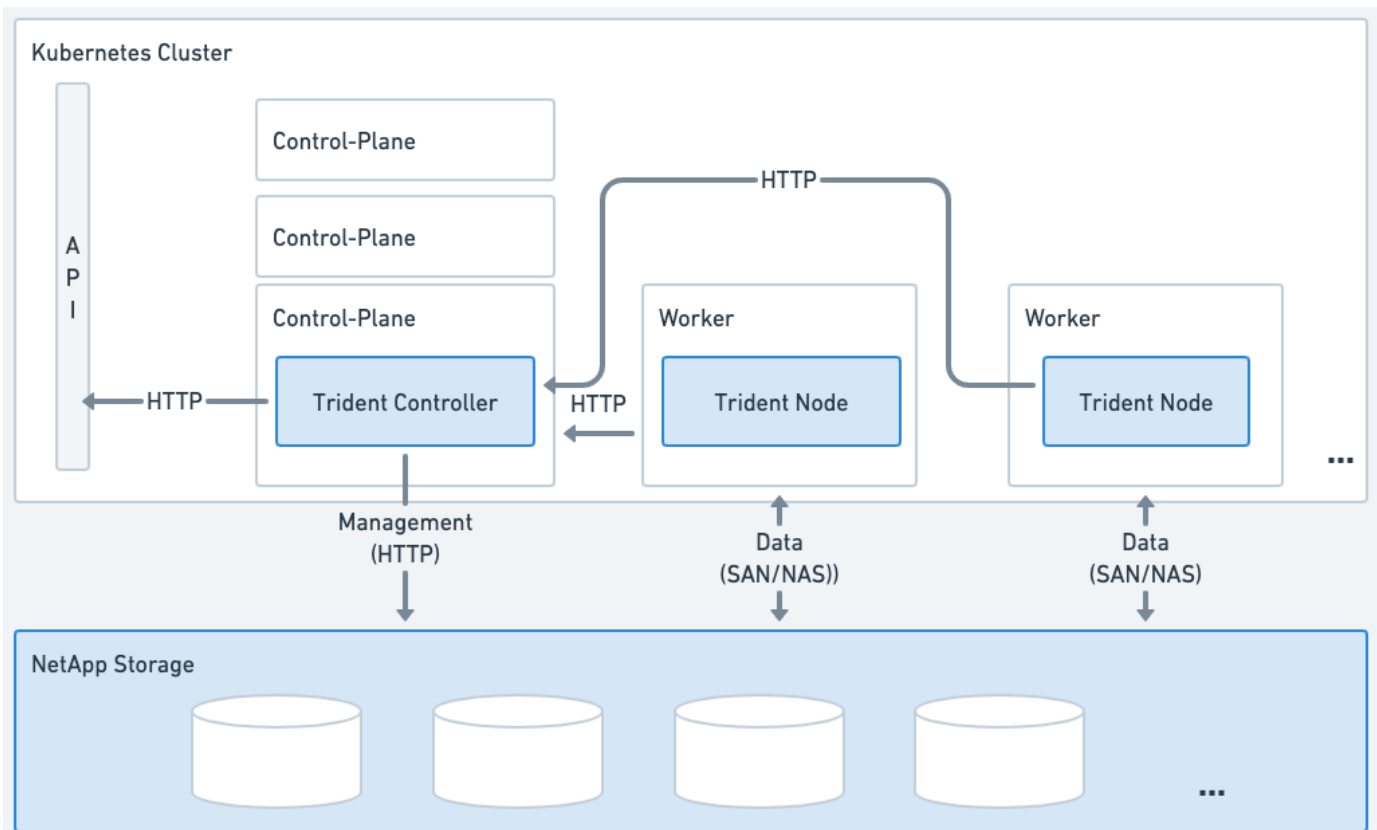 Kubernetes Cluster
A
P
I
Control-Plane
Control-Plane
Control-Plane
Trident Controller
HTTP
HTTP
HTTP
Worker
Trident Node
Worker
Trident Node
...
Management
(HTTP)
Data
(SAN/NAS))
Data
(SAN/NAS)
NetApp Storage
...